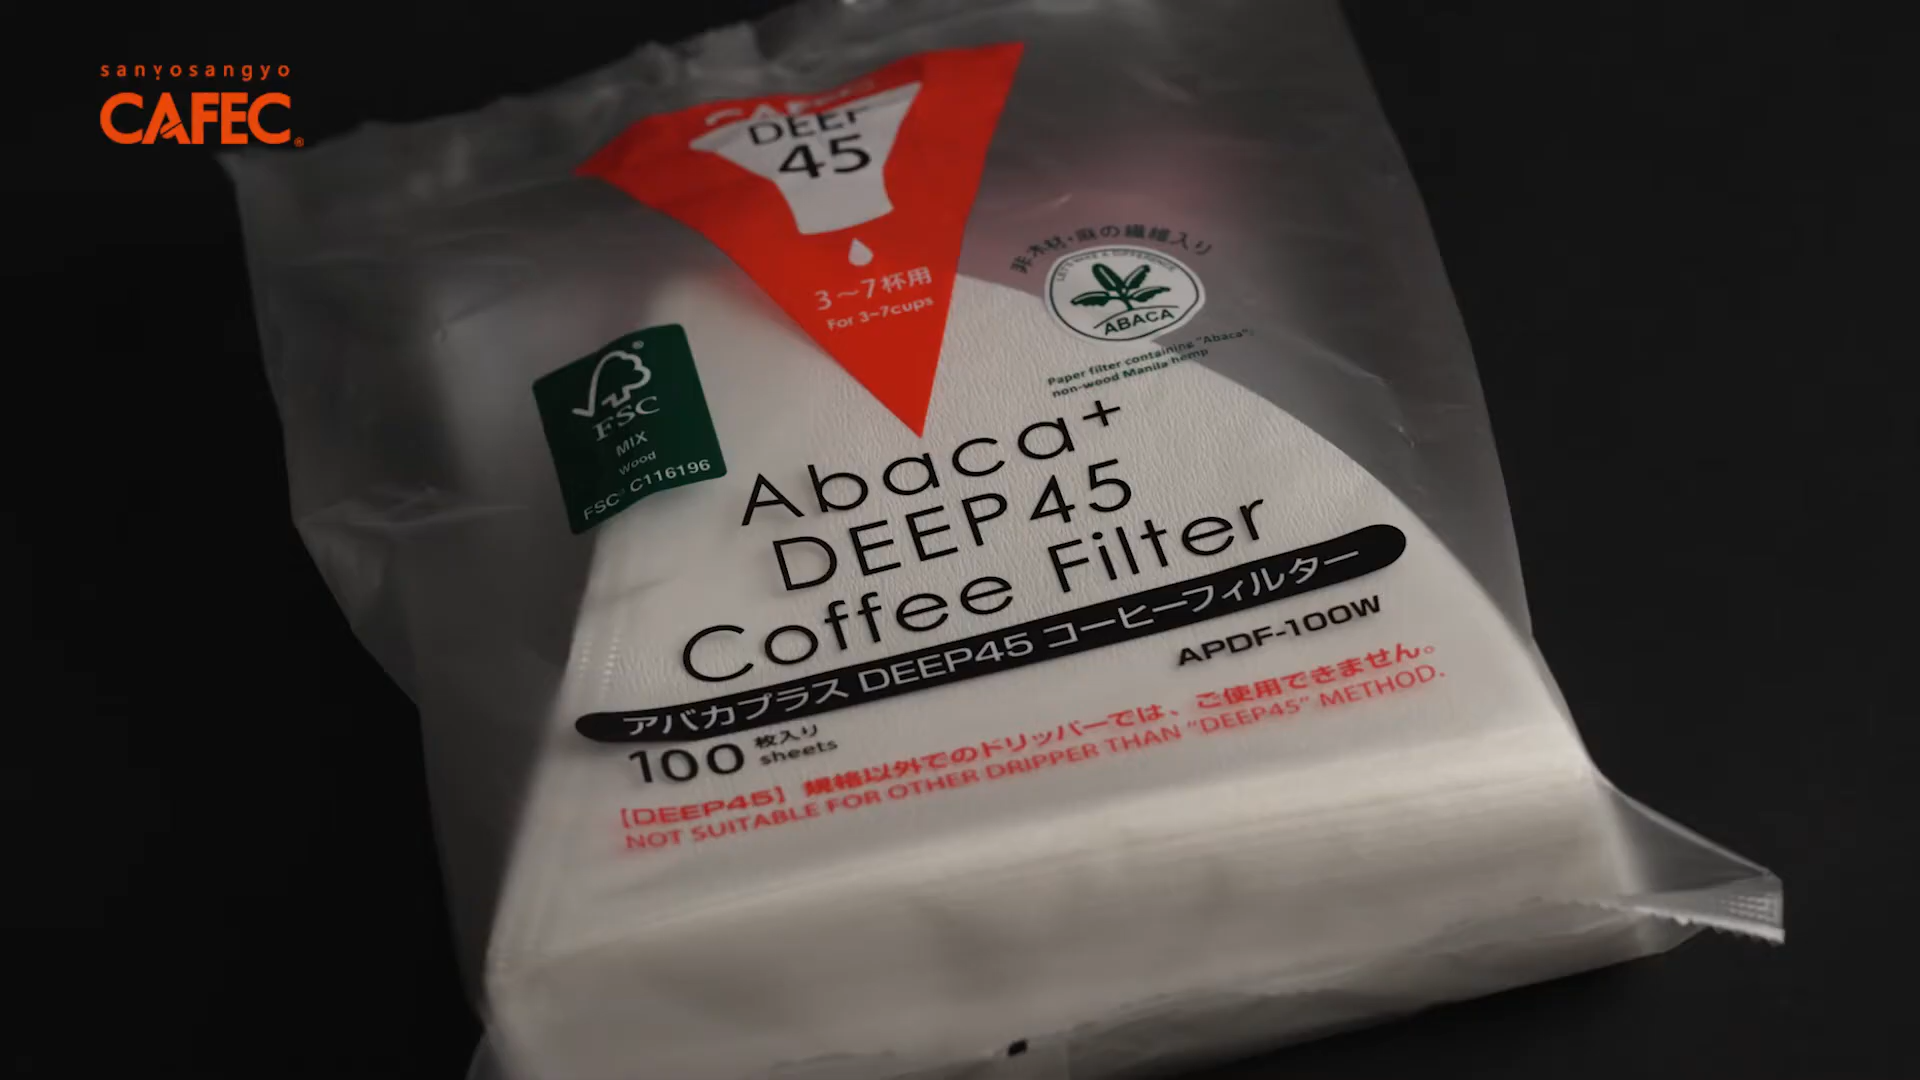 sanyosangyo
CAFEC®
DEEP
45
3～7杯用
For 3-7cups
非木材・麻の繊維入り
LET'S MAKE A DIFFERENCE
ABACA
Paper filter containing "Abaca":
non-wood Manila hemp
FSC
MIX
wood
FSC® C116196
Abaca+
DEEP45
Coffee Filter
アバカプラス DEEP45 コーヒーフィルター
APDF-100W
100 枚入り
sheets
【DEEP45】規格以外でのドリッパーでは、ご使用できません。
NOT SUITABLE FOR OTHER DRIPPER THAN "DEEP45" METHOD.